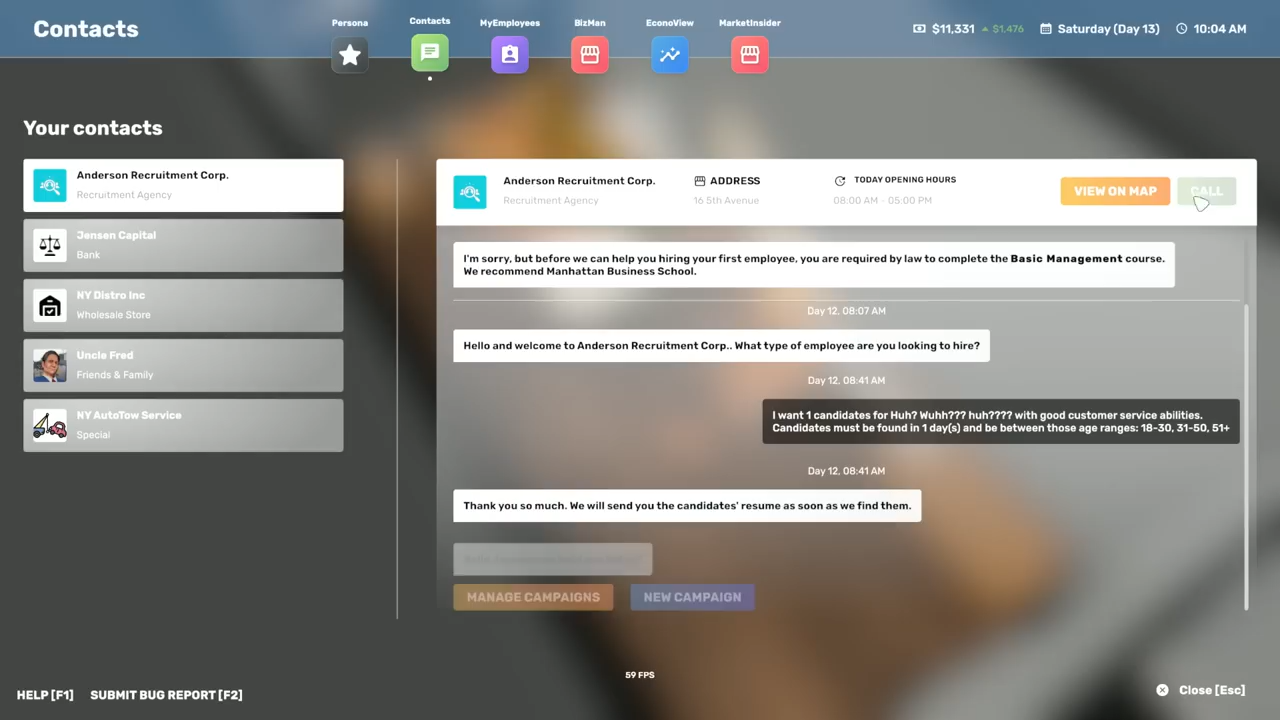 Contacts
Persona
Contacts
MyEmployees
BizMan
EconoView
MarketInsider
$11,331
$1.476
Saturday (Day 13)
10:04 AM
Your contacts
Anderson Recruitment Corp.
Recruitment Agency
Jensen Capital
Bank
NY Distro Inc
Wholesale Store
Uncle Fred
Friends & Family
NY AutoTow Service
Special
Anderson Recruitment Corp.
Recruitment Agency
ADDRESS
16 5th Avenue
TODAY OPENING HOURS
08:00 AM - 05:00 PM
VIEW ON MAP
CALL
I'm sorry, but before we can help you hiring your first employee, you are required by law to complete the Basic Management course.
We recommend Manhattan Business School.
Day 12, 08:07 AM
Hello and welcome to Anderson Recruitment Corp.. What type of employee are you looking to hire?
Day 12, 08:41 AM
I want 1 candidates for Huh? Wuhh??? huh???? with good customer service abilities.
Candidates must be found in 1 day(s) and be between those age ranges: 18-30, 31-50, 51+
Day 12, 08:41 AM
Thank you so much. We will send you the candidates' resume as soon as we find them.
MANAGE CAMPAIGNS
NEW CAMPAIGN
59 FPS
HELP [F1]
SUBMIT BUG REPORT [F2]
Close [Esc]